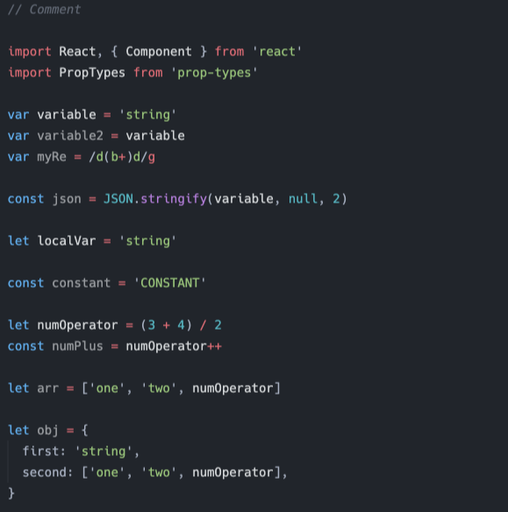 // Comment
import React, { Component } from 'react'
import PropTypes from 'prop-types'
var variable = 'string'
var variable2 = variable
var myRe = /d(b+)d/g
const json = JSON.stringify(variable, null, 2)
let localVar = 'string'
const constant = 'CONSTANT'
let numOperator = (3 + 4) / 2
const numPlus = numOperator++
let arr = ['one', 'two', numOperator]
let obj = {
  first: 'string',
  second: ['one', 'two', numOperator],
}